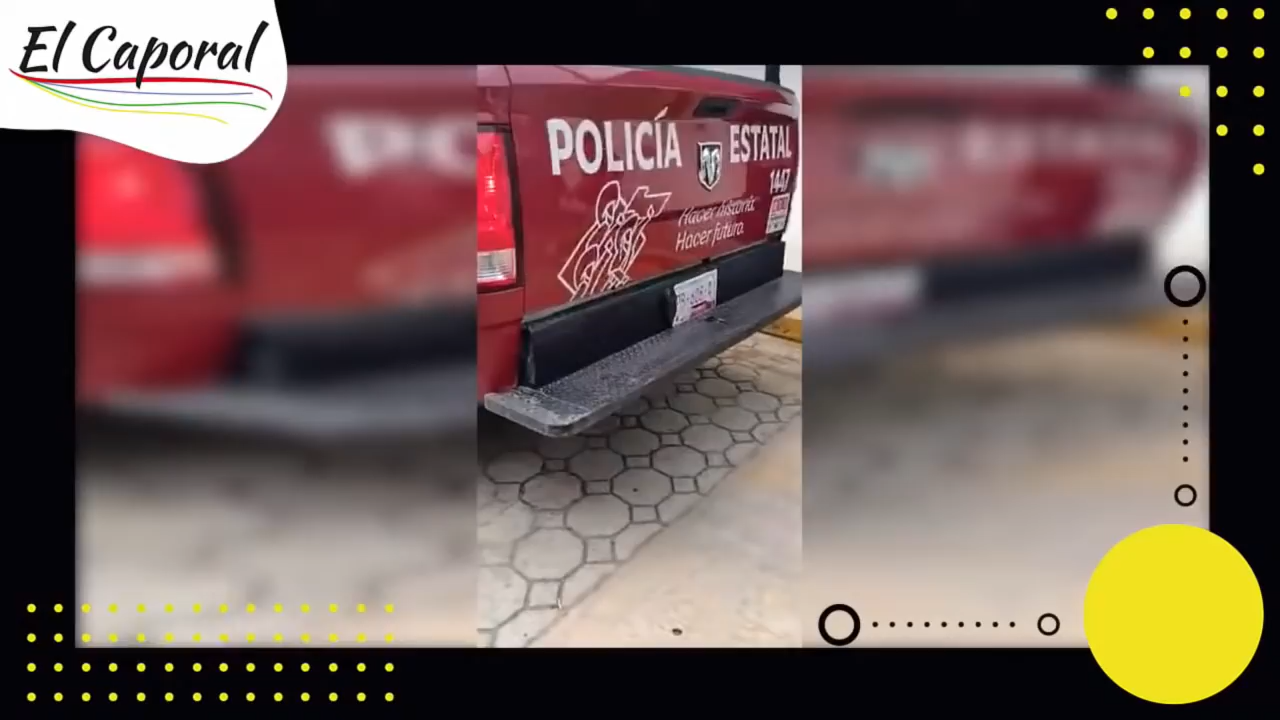 El Caporal
POLICÍA ESTATAL
1447
Hacer historia.
Hacer futuro.